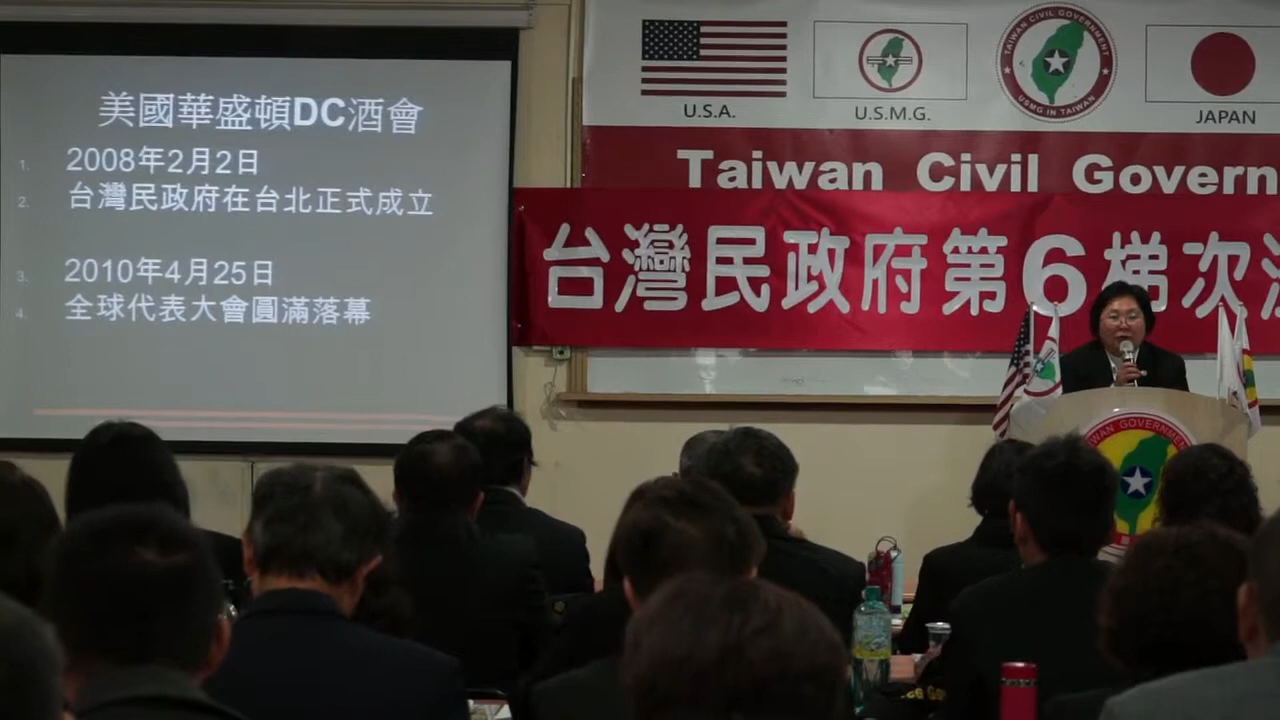 美國華盛頓DC酒會
1. 2008年2月2日
2. 台灣民政府在台北正式成立
3. 2010年4月25日
4. 全球代表大會圓滿落幕
U.S.A.
U.S.M.G.
TAIWAN CIVIL GOVERNMENT
USMG IN TAIWAN
JAPAN
Taiwan Civil Govern
台灣民政府第6梯次
WAN GOVERNMENT